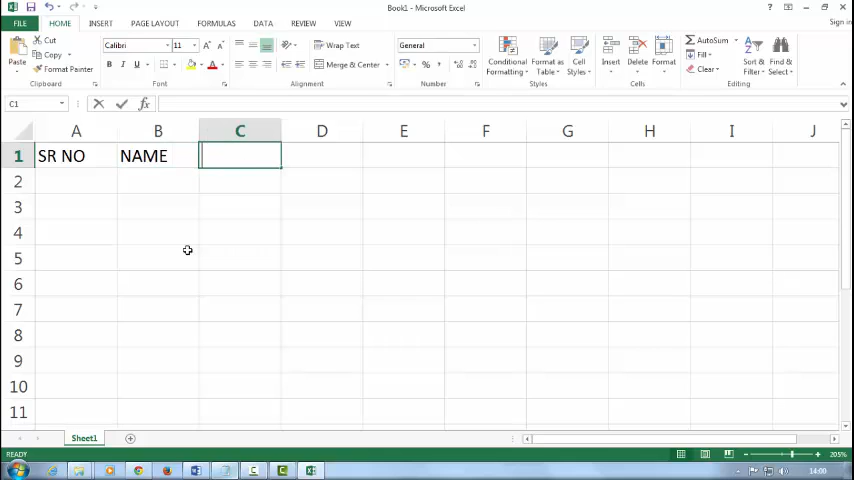 Book1 - Microsoft Excel
Sign in
FILE HOME INSERT PAGE LAYOUT FORMULAS DATA REVIEW VIEW
Paste
Cut
Copy
Format Painter
Clipboard
Calibri 11
B I U
Font
Wrap Text
Merge & Center
Alignment
General
%
Number
Conditional Formatting
Format as Table
Cell Styles
Styles
Insert Delete Format
Cells
AutoSum
Fill
Clear
Sort & Filter
Find & Select
Editing
C1 fx
A B C D E F G H I J
1 SR NO NAME
2
3
4
5
6
7
8
9
10
11
Sheet1
READY 205%
14:00